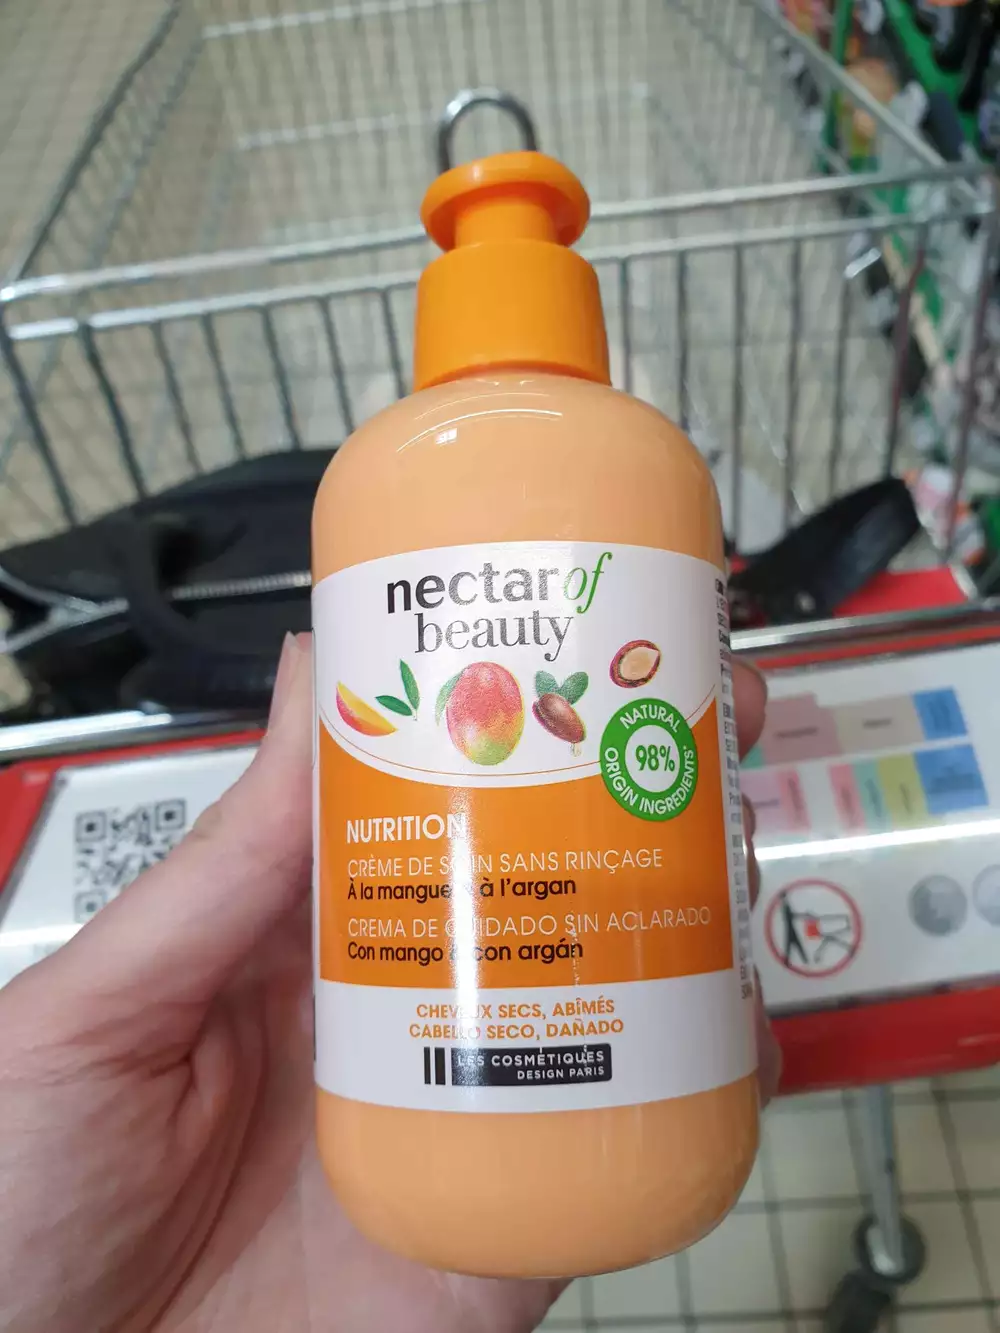 nectar of
beauty
NATURAL
98%
ORIGIN INGREDIENTS*
NUTRITION
CRÈME DE SOIN SANS RINÇAGE
À la mangue & à l'argan
CREMA DE CUIDADO SIN ACLARADO
Con mango con argán
CHEVEUX SECS, ABÎMÉS
CABELLO SECO, DAÑADO
LES COSMÉTIQUES
DESIGN PARIS